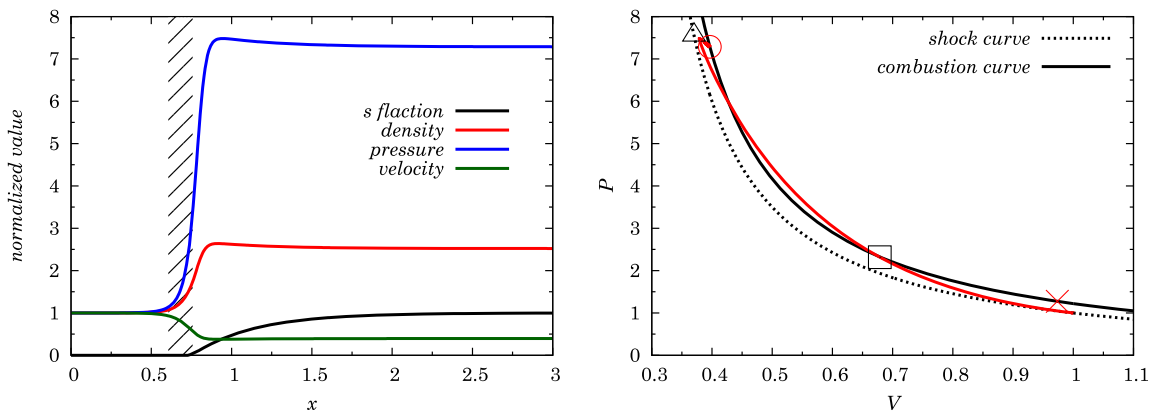 8
7
6
5
4
3
2
1
0
normalized value
s flaction
density
pressure
velocity
0 0.5 1 1.5 2 2.5 3
x
8
7
6
5
4
3
2
1
0
P
shock curve
combustion curve
0.3 0.4 0.5 0.6 0.7 0.8 0.9 1 1.1
V